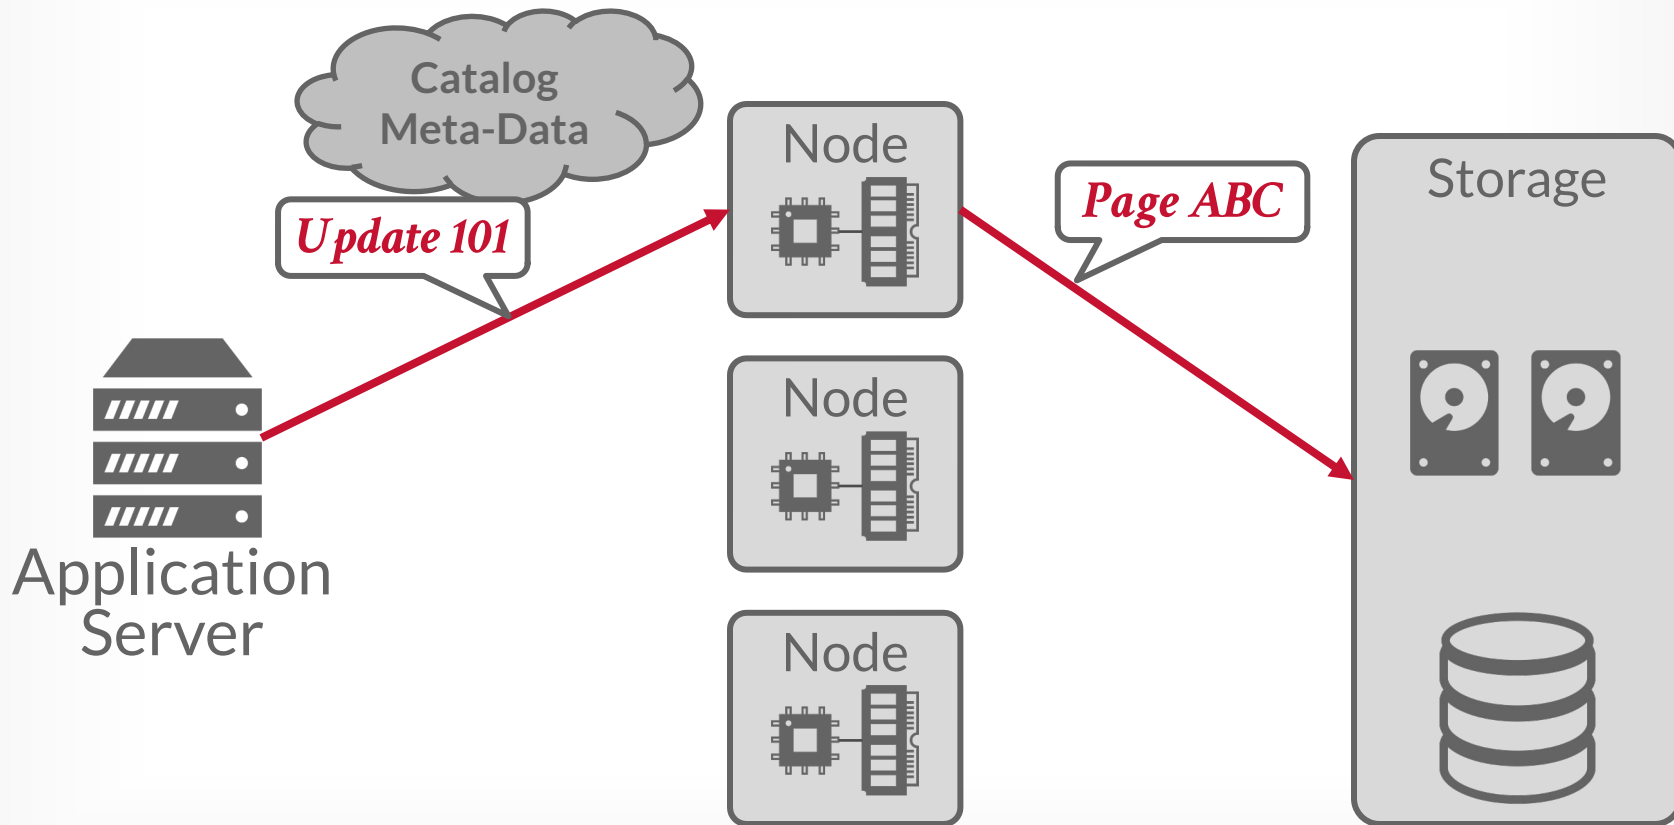 Catalog
Meta-Data
Update 101
Node
Page ABC
Storage
Node
Application
Server
Node